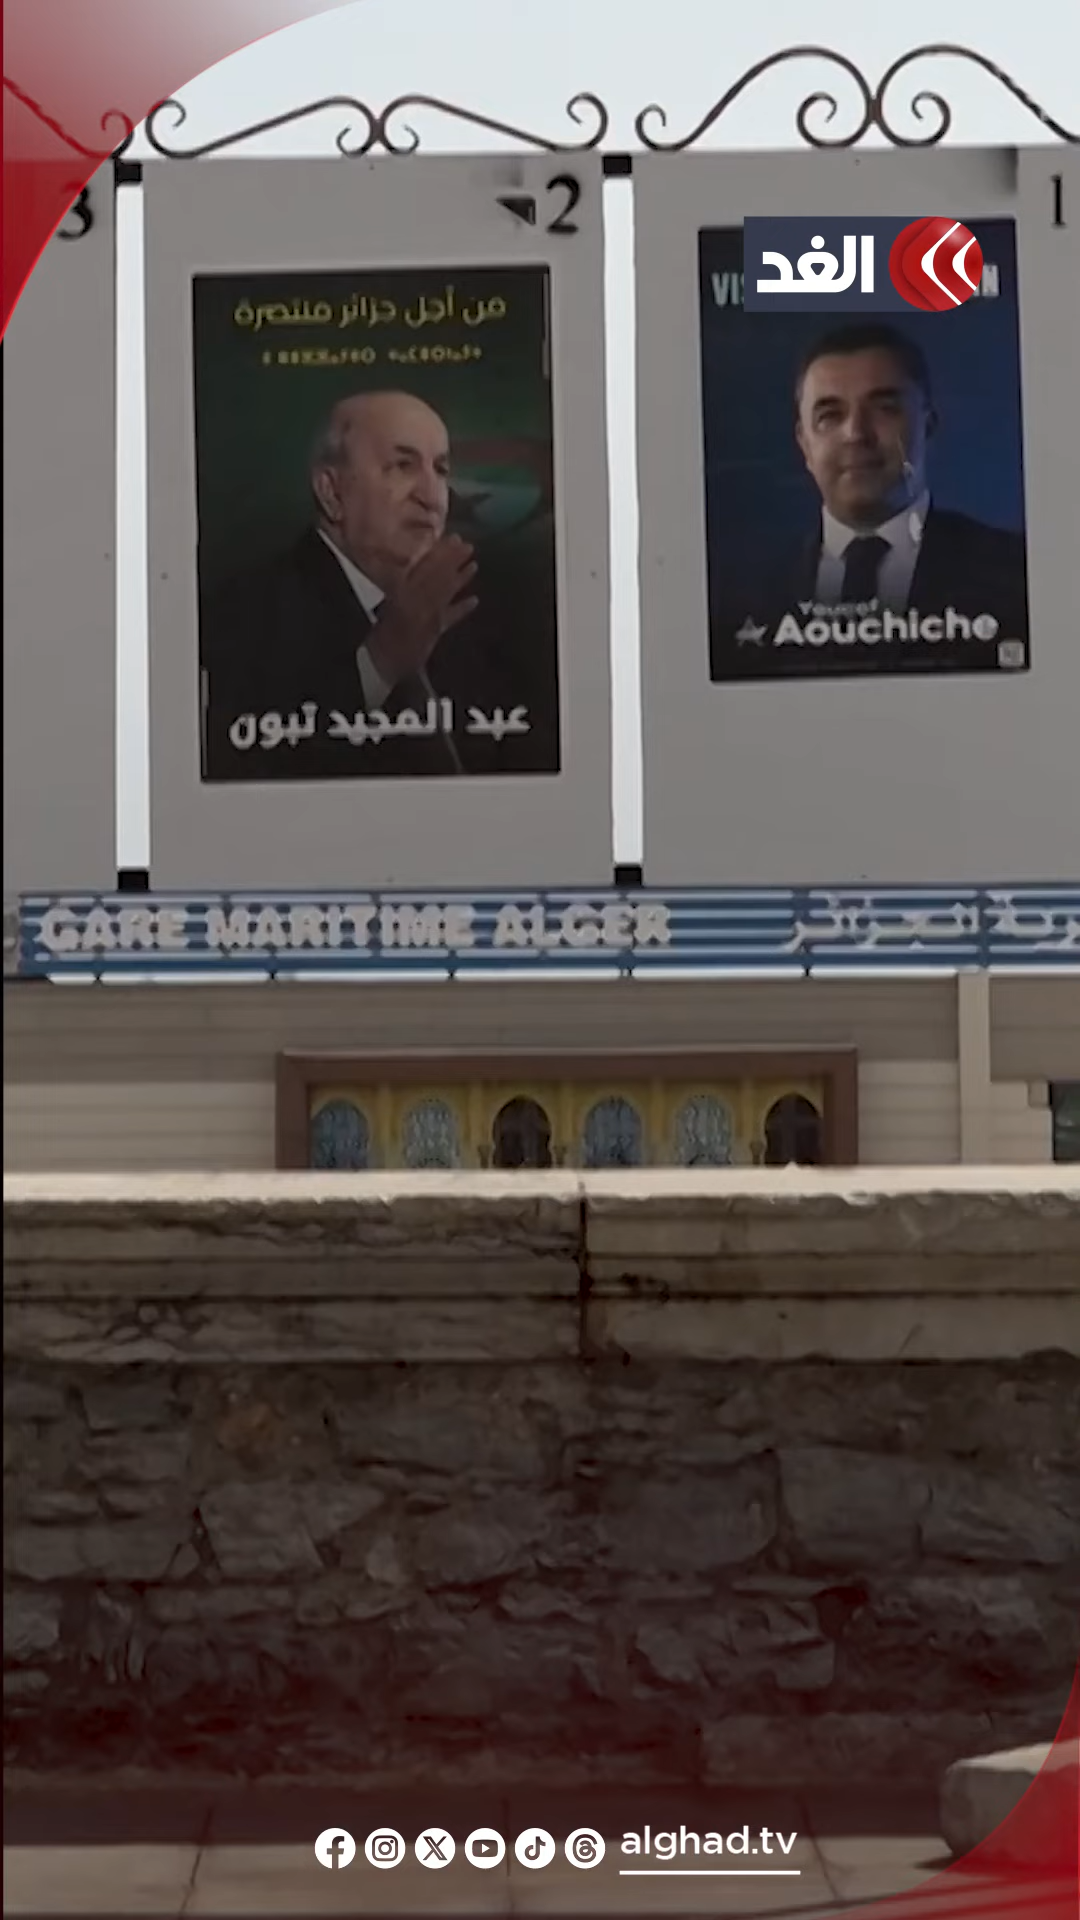 3
2
1
الغد
من أجل جزائر منتصرة
عبد المجيد تبون
Youcef
Aouchiche
GARE MARITIME ALGER
alghad.tv